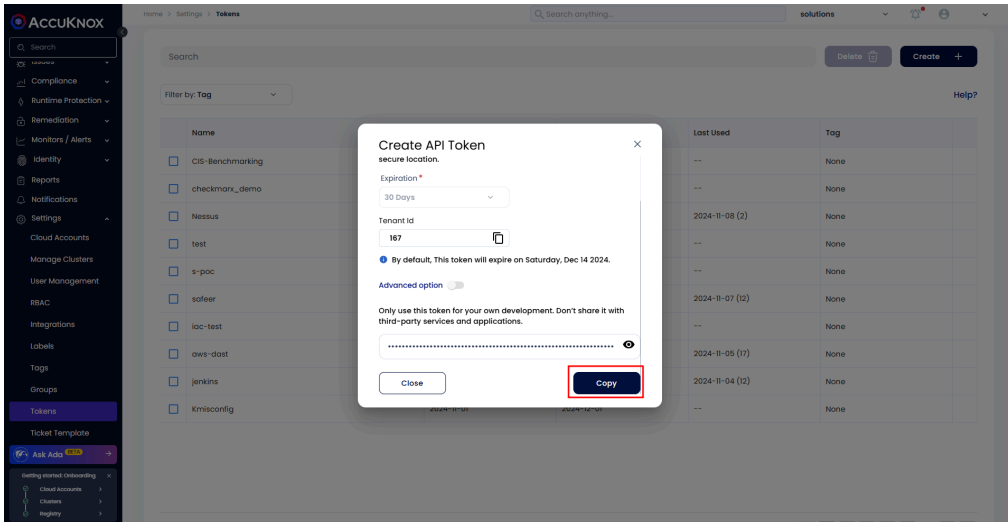 ACCUKNOX
Home > Settings > Tokens
Search anything...
solutions
Search
Issues
Compliance
Runtime Protection
Remediation
Monitors / Alerts
Identity
Reports
Notifications
Settings
Cloud Accounts
Manage Clusters
User Management
RBAC
Integrations
Labels
Tags
Groups
Tokens
Ticket Template
Ask Ada BETA
Getting started: Onboarding
Cloud Accounts
Clusters
Registry
Search
Delete
Create +
Filter by: Tag
Help?
Name
Last Used
Tag
CIS-Benchmarking -- None
checkmarx_demo -- None
Nessus 2024-11-08 (2) None
test -- None
s-poc -- None
safeer 2024-11-07 (12) None
iac-test -- None
aws-dast 2024-11-05 (17) None
jenkins 2024-11-04 (12) None
Kmisconfig 2024-11-01 2024-12-01 -- None
Create API Token
secure location.
Expiration *
30 Days
Tenant Id
167
By default, This token will expire on Saturday, Dec 14 2024.
Advanced option
Only use this token for your own development. Don't share it with
third-party services and applications.
Close
Copy